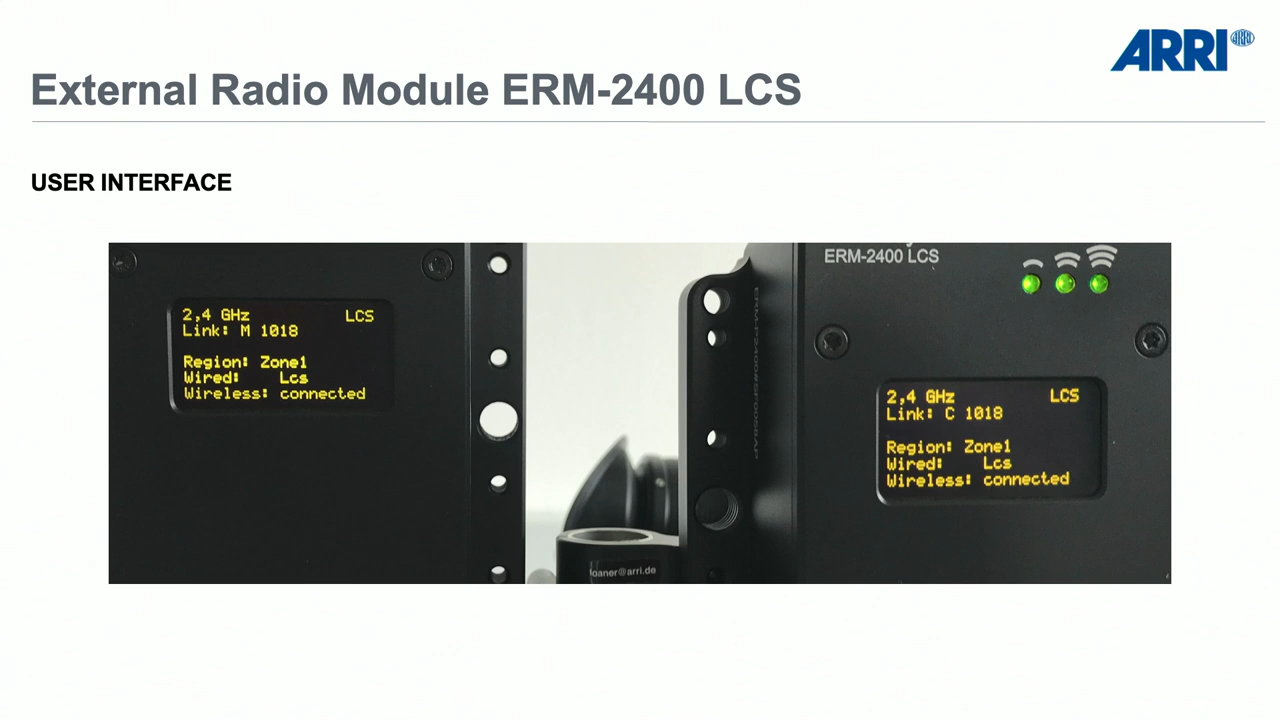 ARRI
ARRI
External Radio Module ERM-2400 LCS
USER INTERFACE
2,4 GHz LCS
Link: M 1018
Region: Zone1
Wired: Lcs
Wireless: connected
ERM-2400 LCS
2,4 GHz LCS
Link: C 1018
Region: Zone1
Wired: Lcs
Wireless: connected
loaner@arri.de